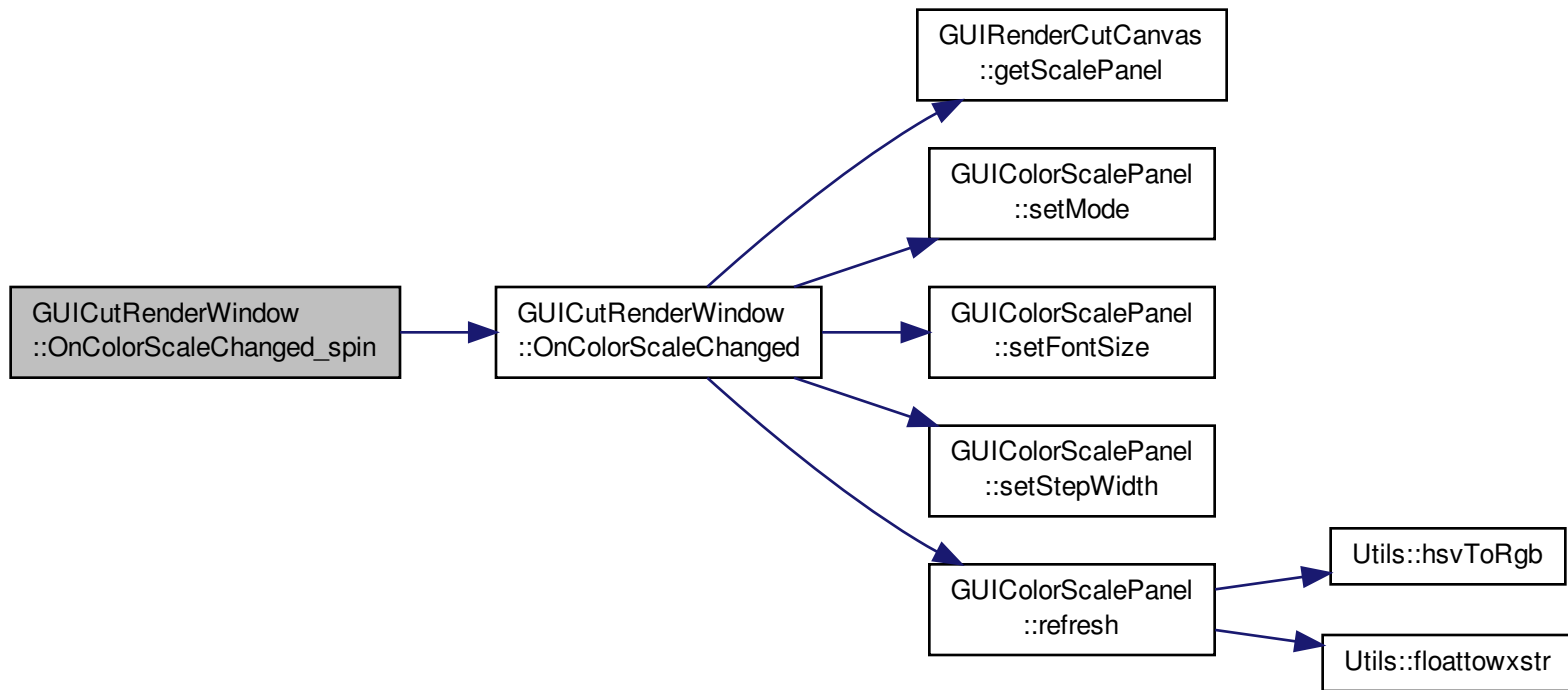 GUIRenderCutCanvas
::getScalePanel
GUIColorScalePanel
::setMode
GUICutRenderWindow
::OnColorScaleChanged_spin
GUICutRenderWindow
::OnColorScaleChanged
GUIColorScalePanel
::setFontSize
GUIColorScalePanel
::setStepWidth
GUIColorScalePanel
::refresh
Utils::hsvToRgb
Utils::floattowxstr